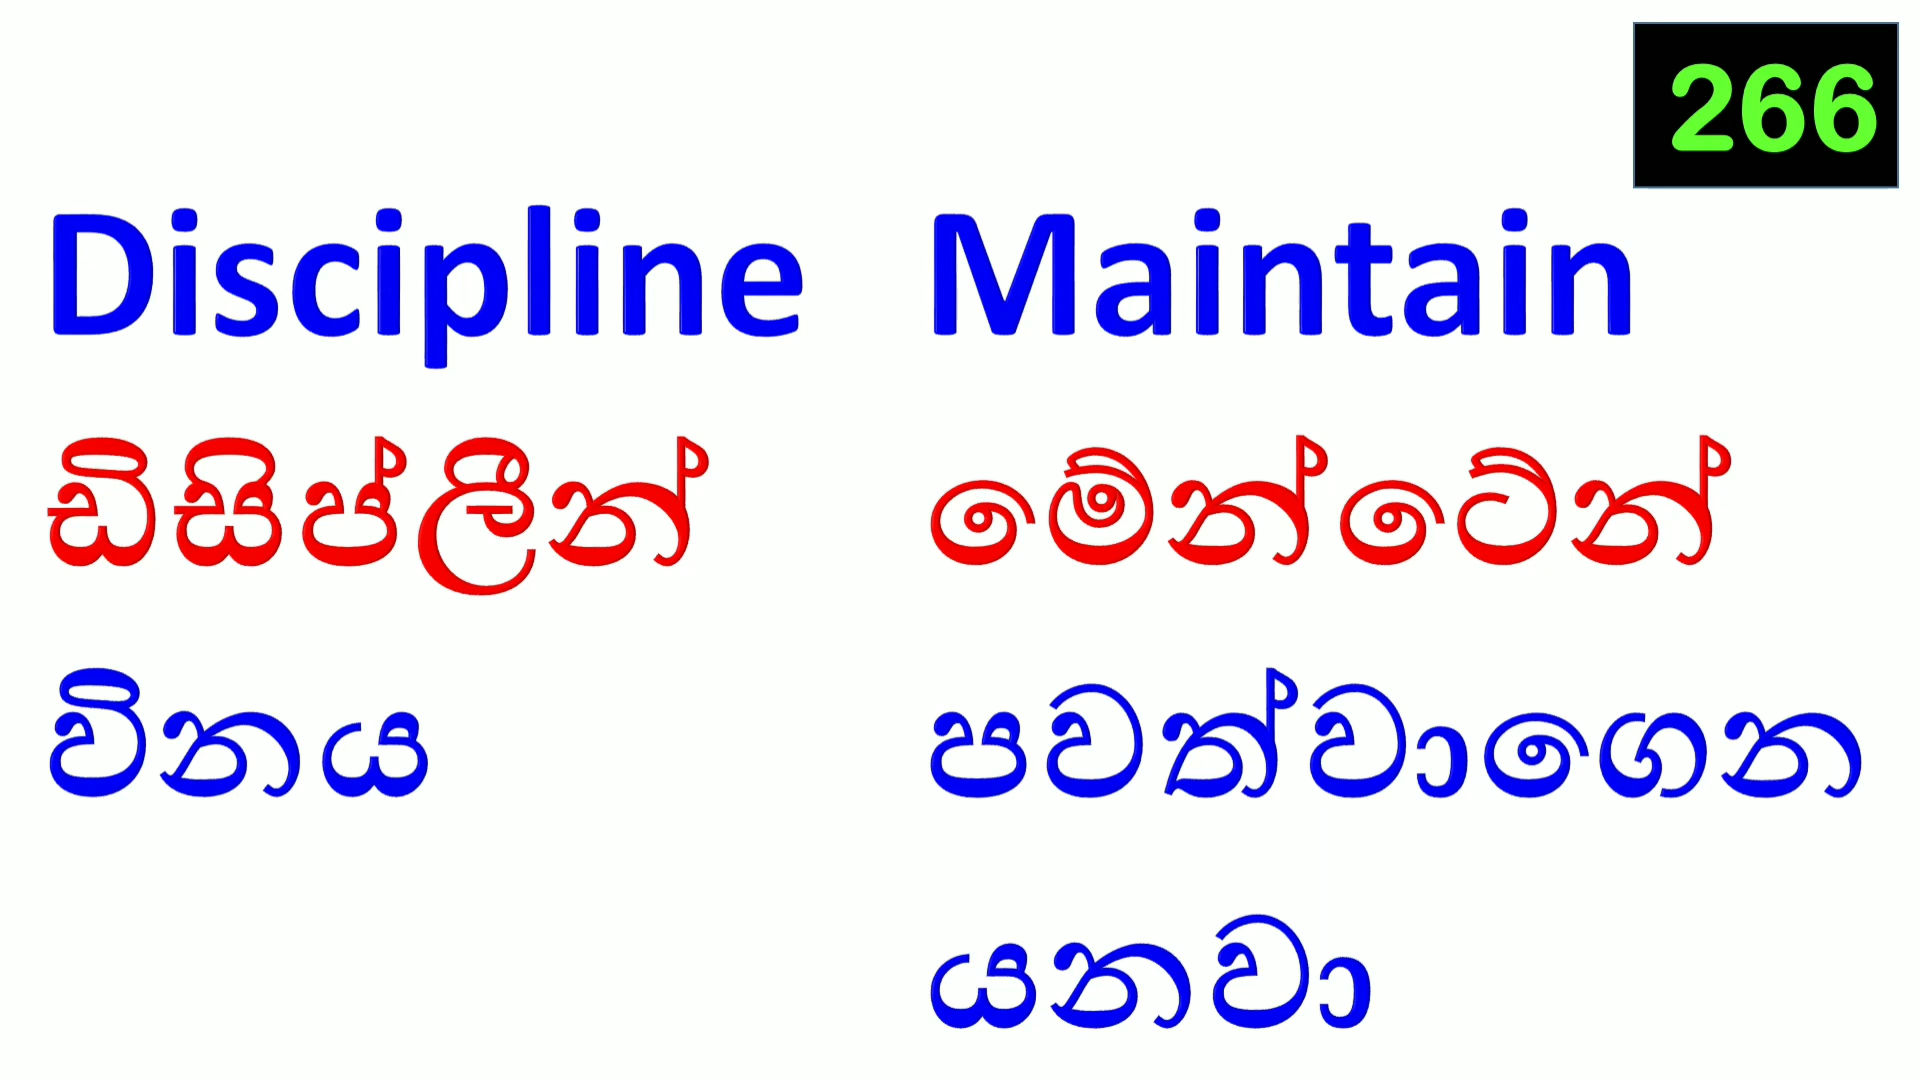 266
Discipline Maintain
ඩිසිප්ලීන් මේන්ටේන්
විනය පවත්වාගෙන
යනවා